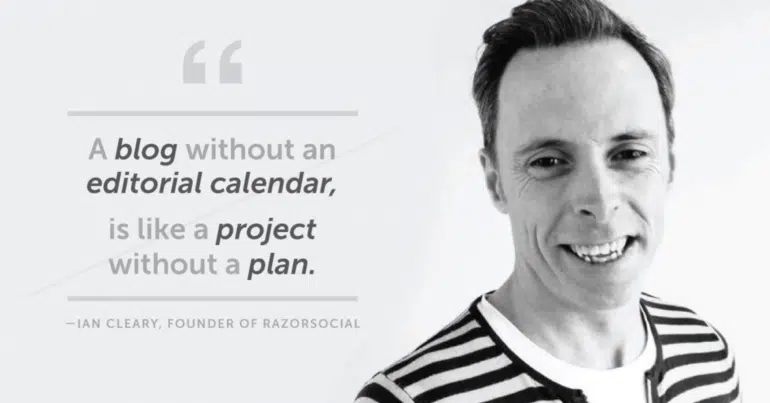 “
A blog without an
editorial calendar,
is like a project
without a plan.
—IAN CLEARY, FOUNDER OF RAZORSOCIAL